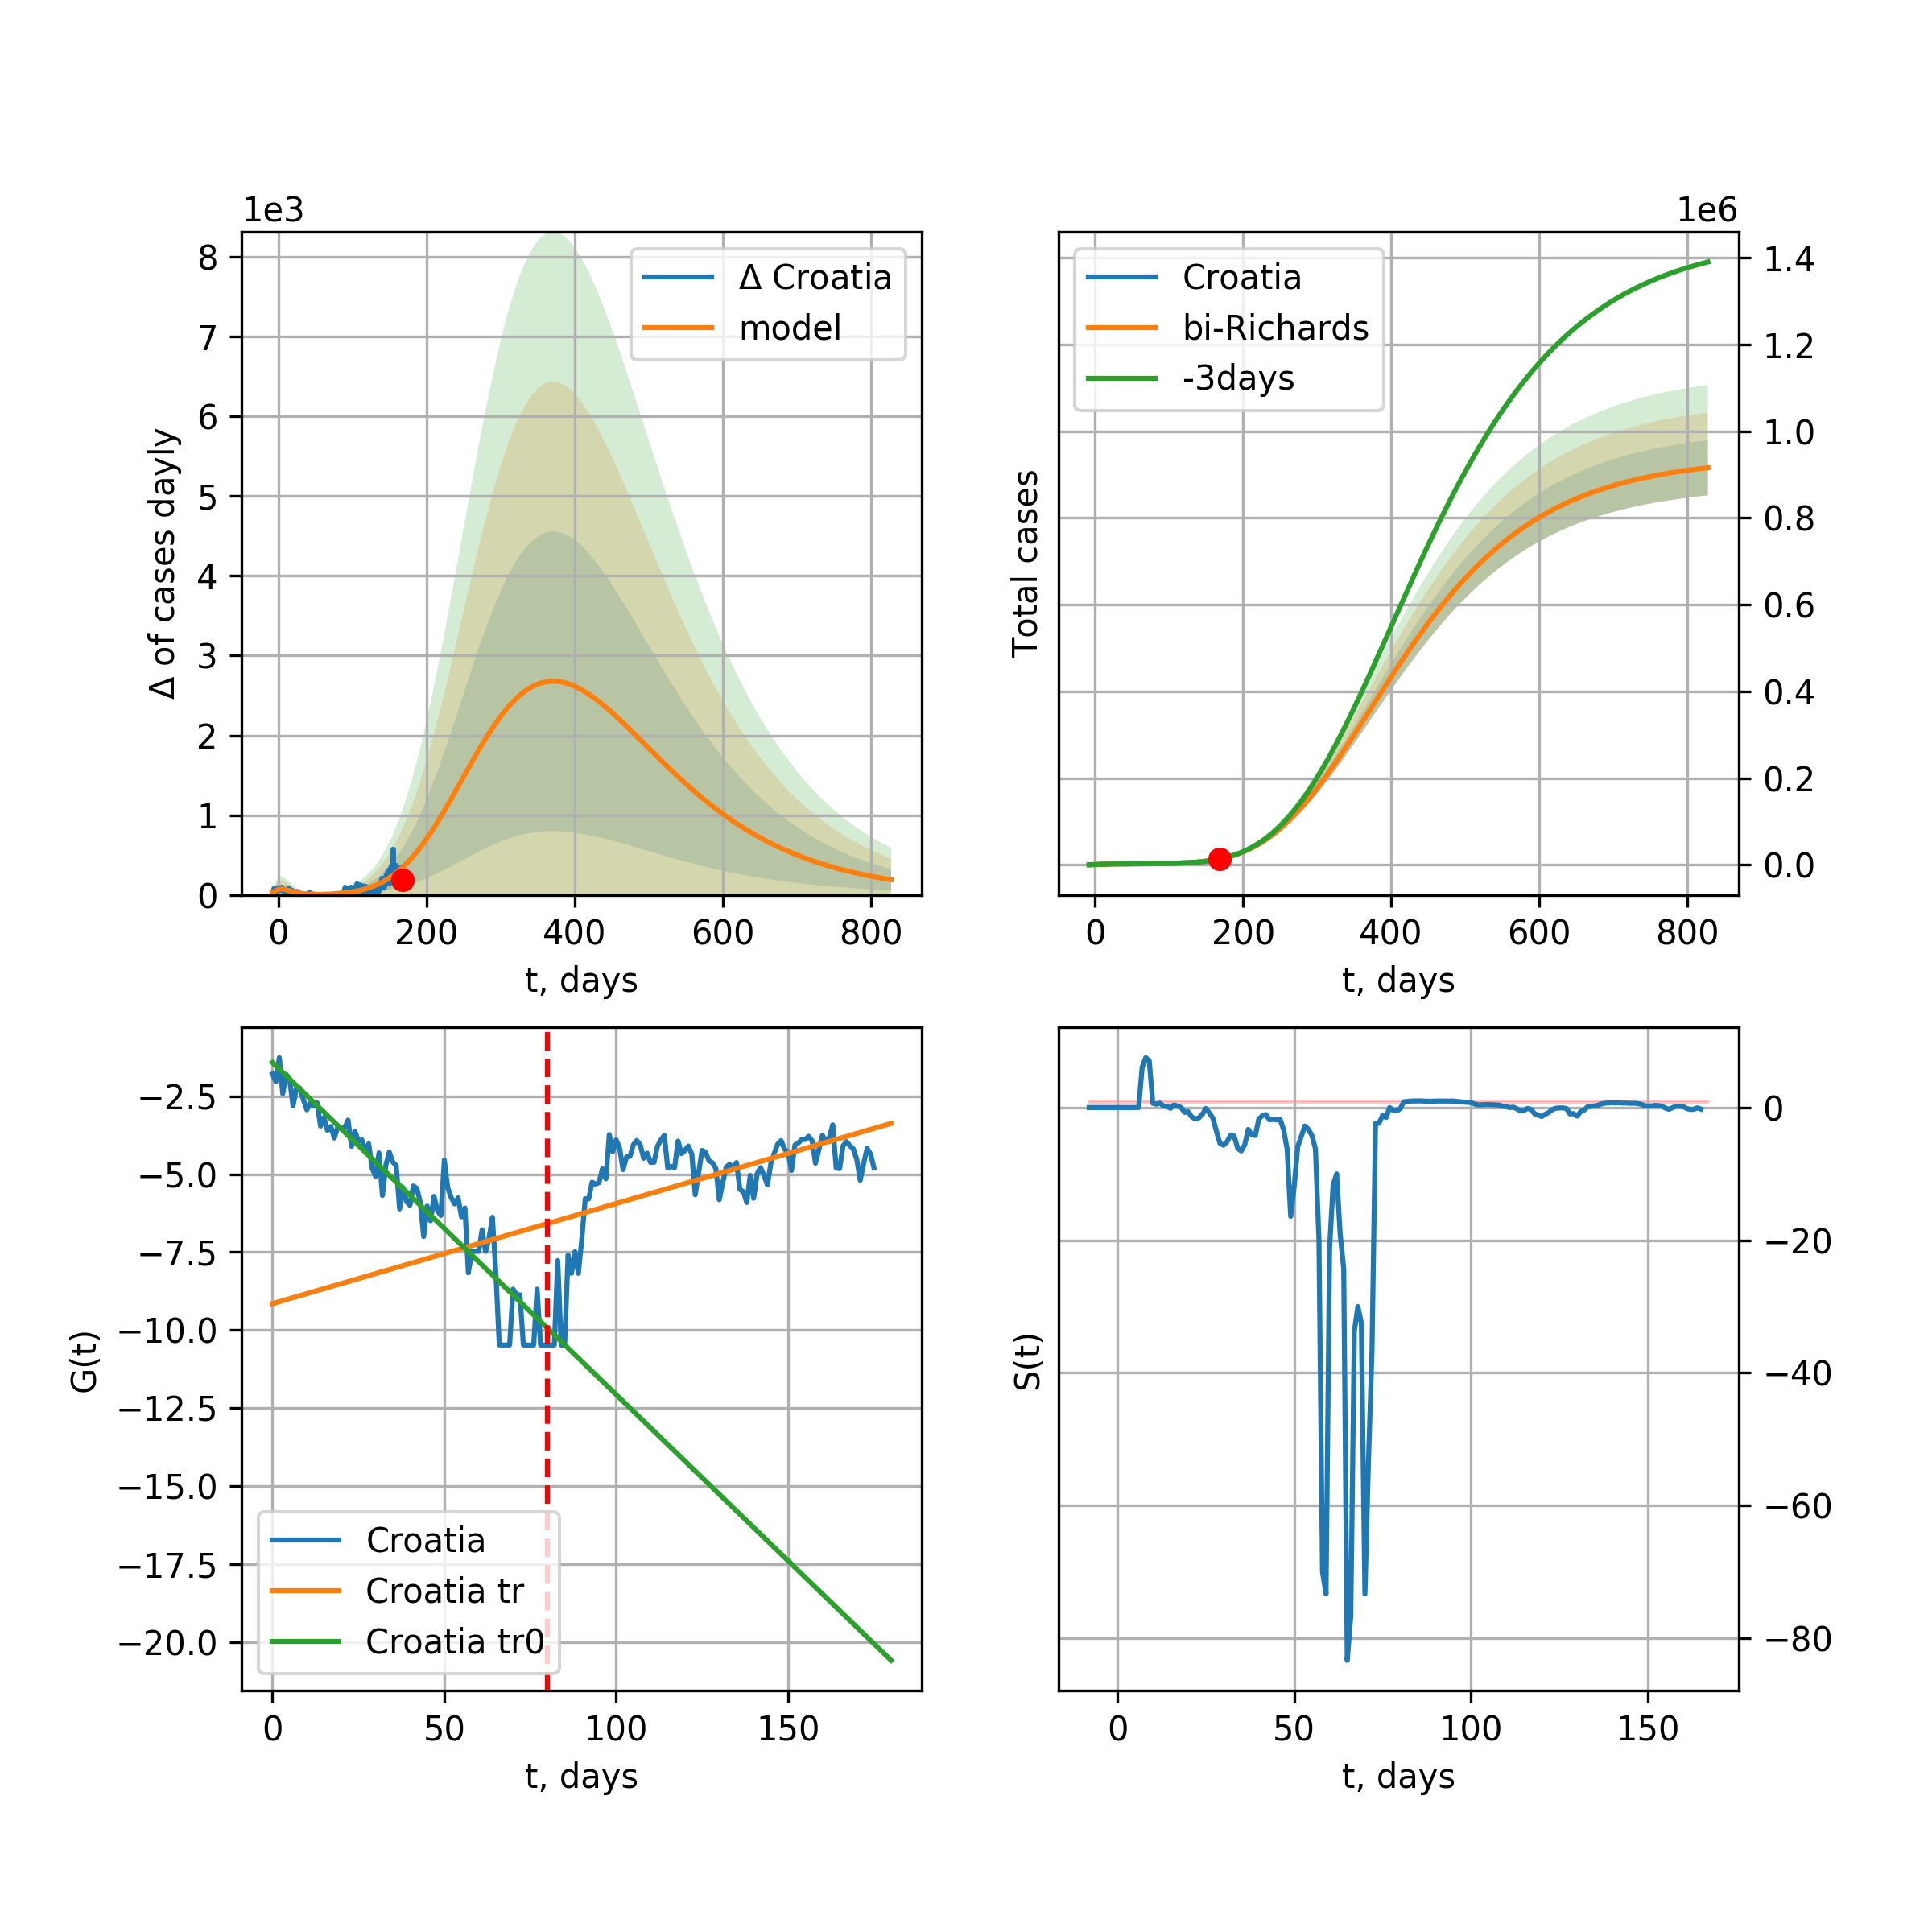 1e3
8
7
6
5
4
3
2
1
0
Δ of cases dayly
Δ Croatia
model
0 200 400 600 800
t, days
1e6
Croatia
bi-Richards
-3days
Total cases
1.4
1.2
1.0
0.8
0.6
0.4
0.2
0.0
0 200 400 600 800
t, days
−2.5
−5.0
−7.5
−10.0
−12.5
−15.0
−17.5
−20.0
G(t)
Croatia
Croatia tr
Croatia tr0
0 50 100 150
t, days
S(t)
0
−20
−40
−60
−80
0 50 100 150
t, days